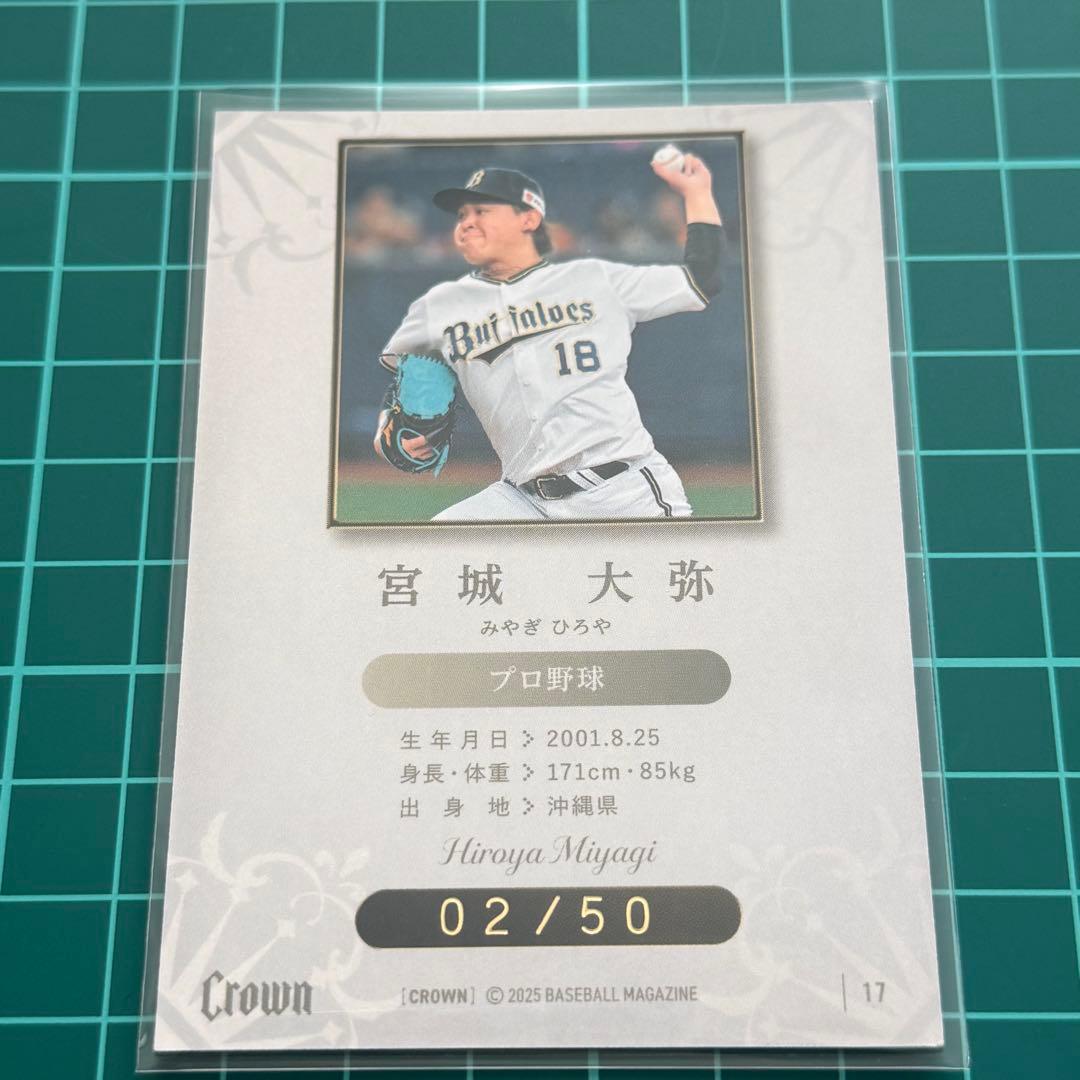 B
Buffaloes
18
宮城 大弥
みやぎ ひろや
プロ野球
生年月日 2001.8.25
身長・体重 171cm・85kg
出身地 沖縄県
Hiroya Miyagi
02/50
Crown [CROWN] © 2025 BASEBALL MAGAZINE | 17